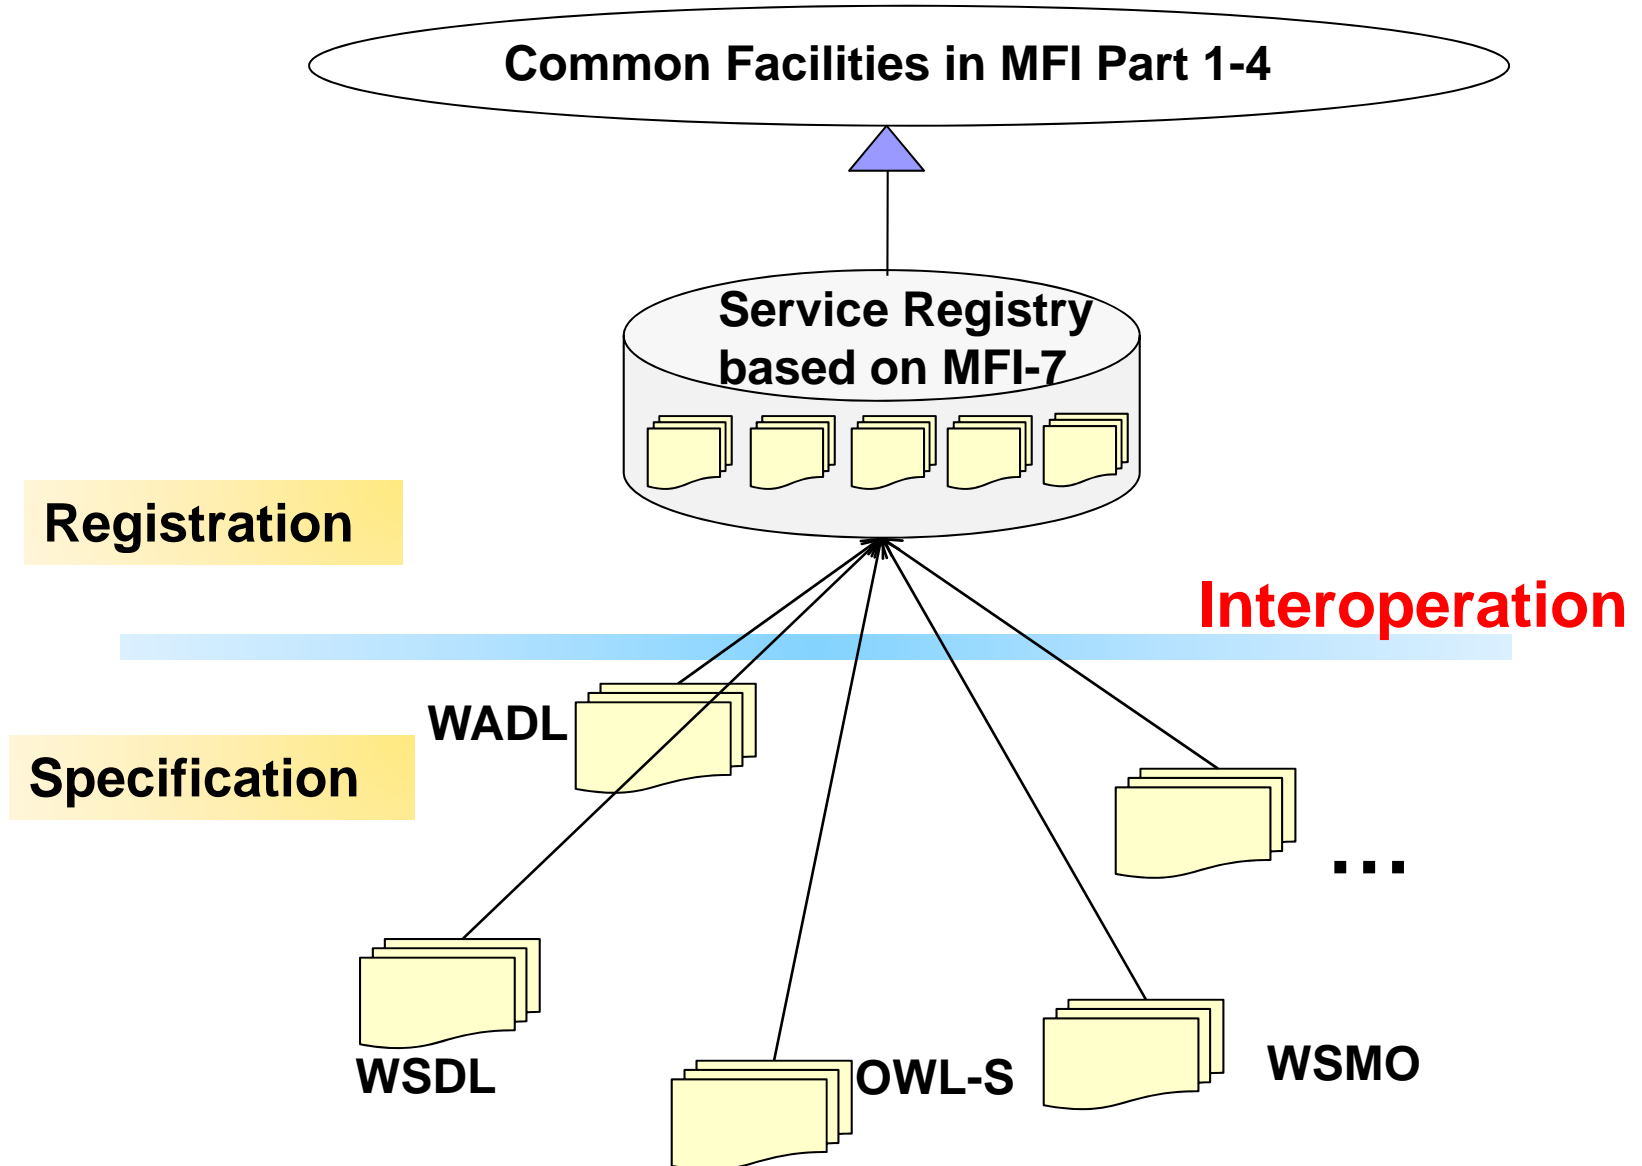 Common Facilities in MFI Part 1-4
Service Registry
based on MFI-7
Registration
Interoperation
WADL
Specification
...
WSDL
OWL-S
WSMO